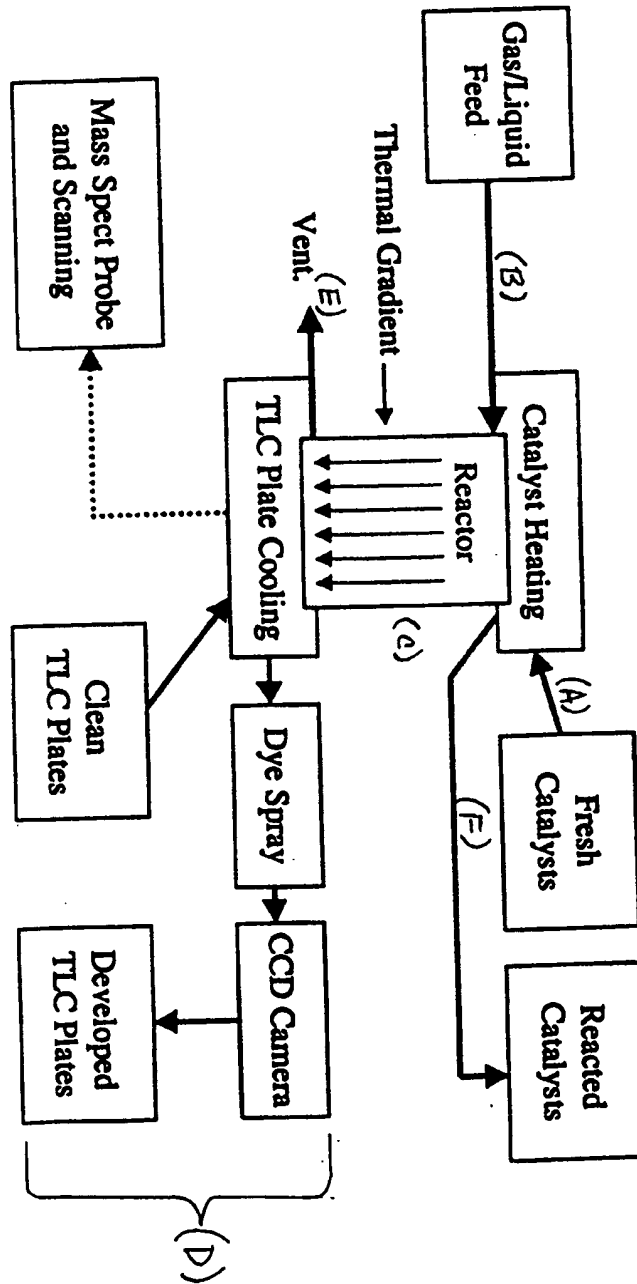 Gas/Liquid
Feed
(B)
Catalyst Heating
(A)
Fresh
Catalysts
Reacted
Catalysts
(F)
Thermal Gradient
Reactor
(C)
(E)
Vent.
TLC Plate Cooling
Dye Spray
CCD Camera
Mass Spect Probe
and Scanning
Clean
TLC Plates
Developed
TLC Plates
(D)